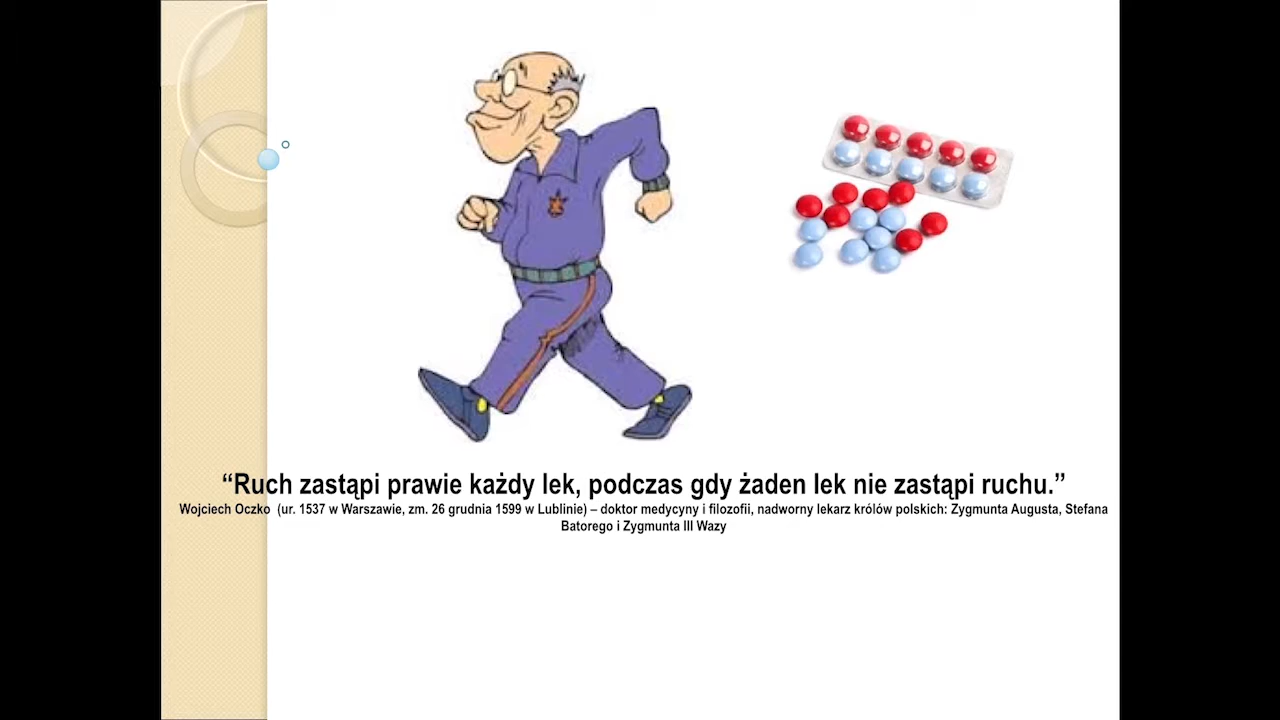 “Ruch zastąpi prawie każdy lek, podczas gdy żaden lek nie zastąpi ruchu.”
Wojciech Oczko (ur. 1537 w Warszawie, zm. 26 grudnia 1599 w Lublinie) – doktor medycyny i filozofii, nadworny lekarz królów polskich: Zygmunta Augusta, Stefana
Batorego i Zygmunta III Wazy